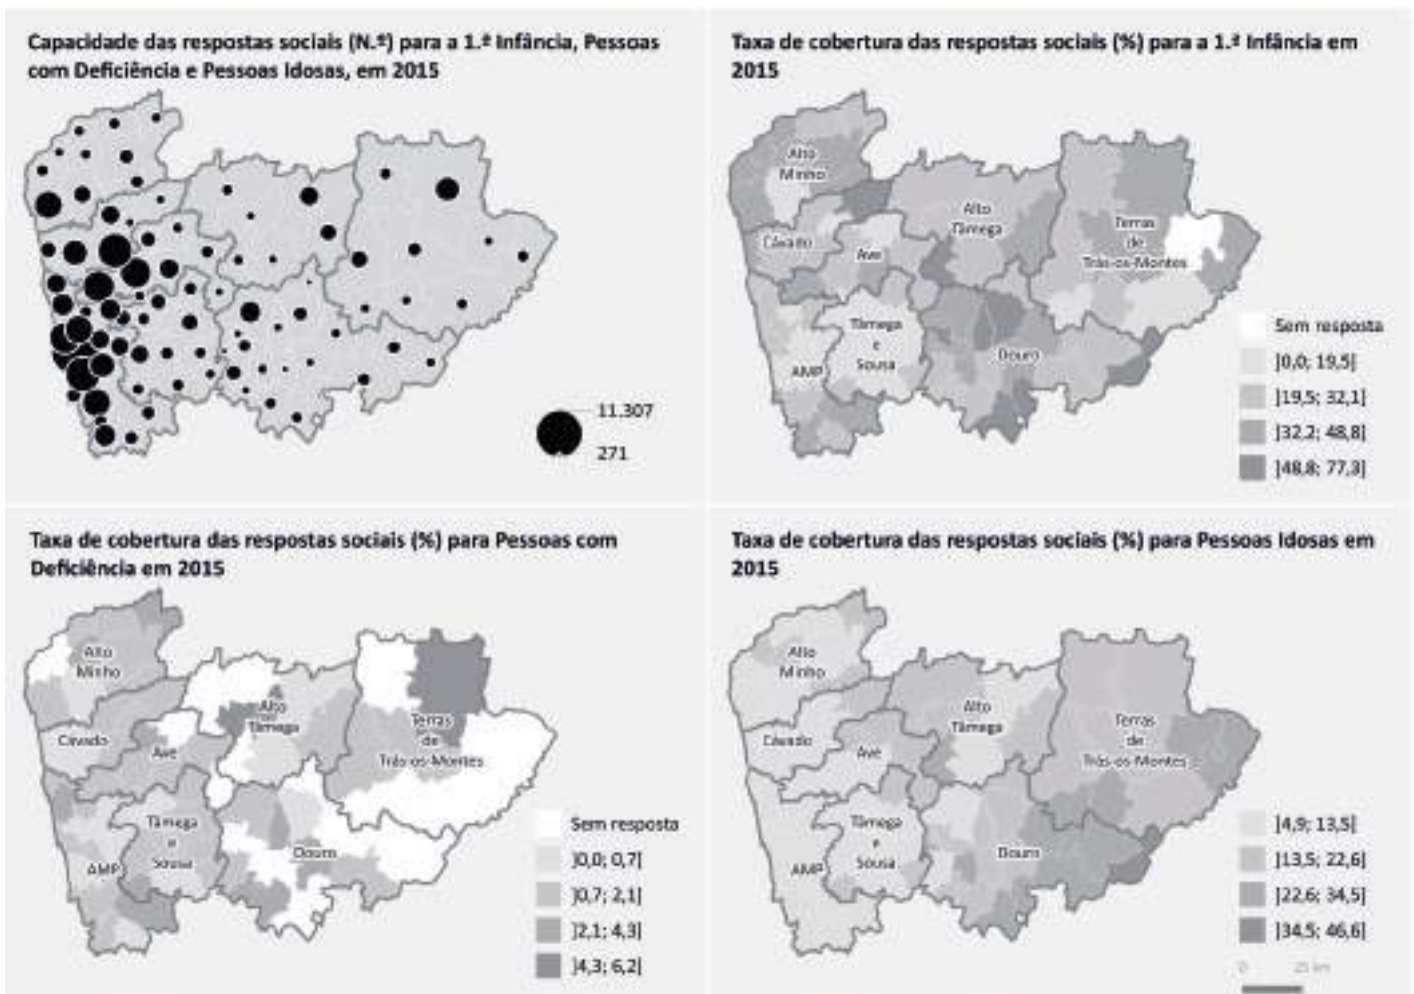 Capacidade das respostas sociais (N.º) para a 1.ª Infância, Pessoas
com Deficiência e Pessoas Idosas, em 2015
11.307
271
Taxa de cobertura das respostas sociais (%) para a 1.ª Infância em
2015
Alto
Minho
Cávado
Ave
Alto
Tâmega
Terras
de
Trás-os-Montes
Tâmega
e
Sousa
AMP
Douro
Sem resposta
]0,0; 19,5[
]19,5; 32,1]
]32,2; 48,8]
]48,8; 77,3]
Taxa de cobertura das respostas sociais (%) para Pessoas com
Deficiência em 2015
Alto
Minho
Cávado
Ave
Alto
Tâmega
Terras
de
Trás-os-Montes
Tâmega
e
Sousa
AMP
Douro
Sem resposta
]0,0; 0,7[
]0,7; 2,1]
]2,1; 4,3]
]4,3; 6,2]
Taxa de cobertura das respostas sociais (%) para Pessoas Idosas em
2015
Alto
Minho
Cávado
Ave
Alto
Tâmega
Terras
de
Trás-os-Montes
Tâmega
e
Sousa
AMP
Douro
]4,9; 13,5[
]13,5; 22,6]
]22,6; 34,5]
]34,5; 46,6]
0 25 km